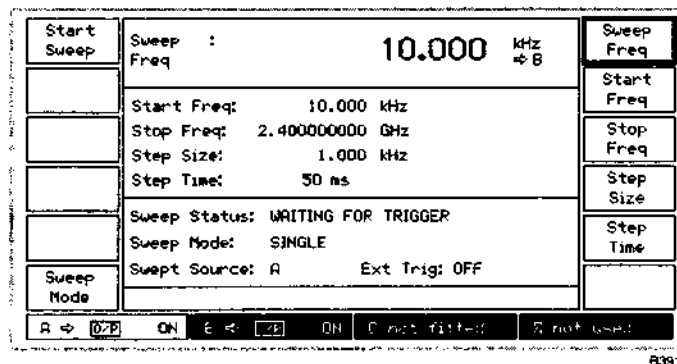 Start Sweep
Sweep Freq : 10.000 kHz ⇨ B
Sweep Freq
Start Freq
Start Freq: 10.000 kHz
Stop Freq: 2.400000000 GHz
Stop Freq
Step Size: 1.000 kHz
Step Time: 50 ms
Step Size
Sweep Status: WAITING FOR TRIGGER
Step Time
Sweep Mode: SINGLE
Swept Source: A Ext Trig: OFF
Sweep Mode
A ⇨ O/P ON ON C not fitted not used
B39